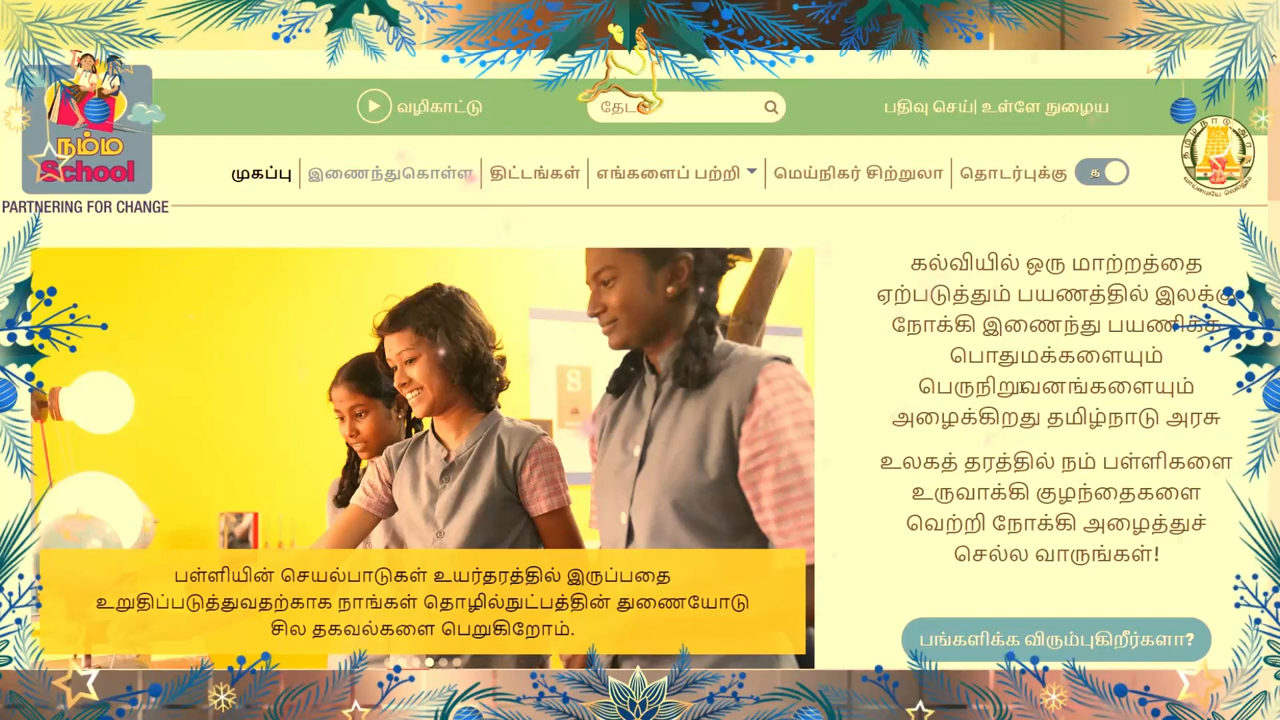 வழிகாட்டு
பதிவு செய்| உள்ளே நுழைய
நம்ம
School
PARTNERING FOR CHANGE
முகப்பு
இணைந்துகொள்ள
திட்டங்கள்
எங்களைப் பற்றி
மெய்நிகர் சிற்றுலா
தொடர்புக்கு
த
கல்வியில் ஒரு மாற்றத்தை
ஏற்படுத்தும் பயணத்தில் இலக்கு
நோக்கி இணைந்து பயணிக்க
பொதுமக்களையும்
பெருநிறுவனங்களையும்
அழைக்கிறது தமிழ்நாடு அரசு
உலகத் தரத்தில் நம் பள்ளிகளை
உருவாக்கி குழந்தைகளை
வெற்றி நோக்கி அழைத்துச்
செல்ல வாருங்கள்!
பள்ளியின் செயல்பாடுகள் உயர்தரத்தில் இருப்பதை
உறுதிப்படுத்துவதற்காக நாங்கள் தொழில்நுட்பத்தின் துணையோடு
சில தகவல்களை பெறுகிறோம்.
பங்களிக்க விரும்புகிறீர்களா?